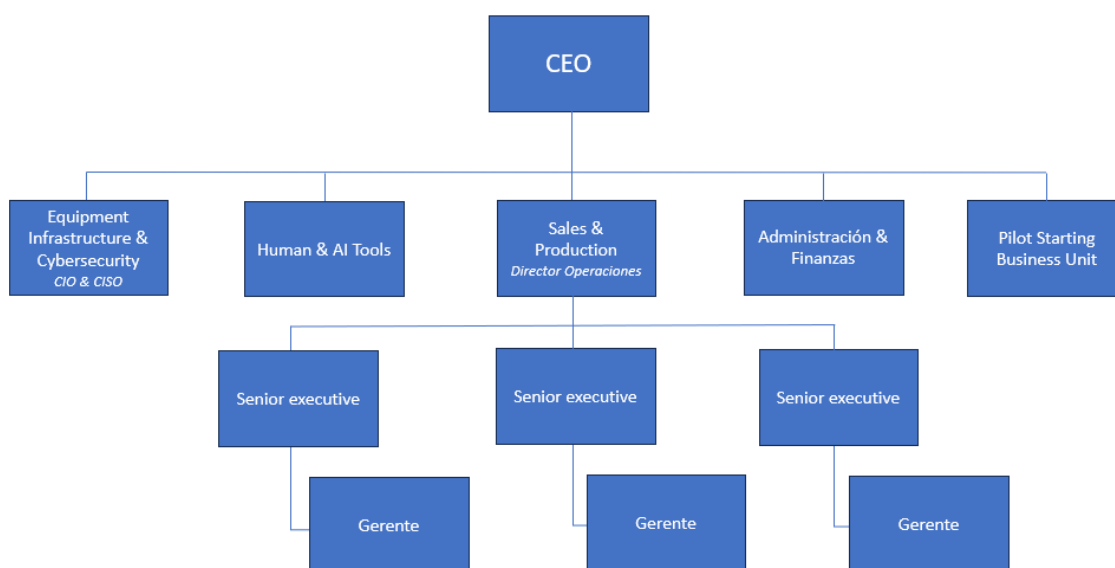 CEO
Equipment
Infrastructure &
Cybersecurity
CIO & CISO
Human & AI Tools
Sales &
Production
Director Operaciones
Administración &
Finanzas
Pilot Starting
Business Unit
Senior executive
Senior executive
Senior executive
Gerente
Gerente
Gerente